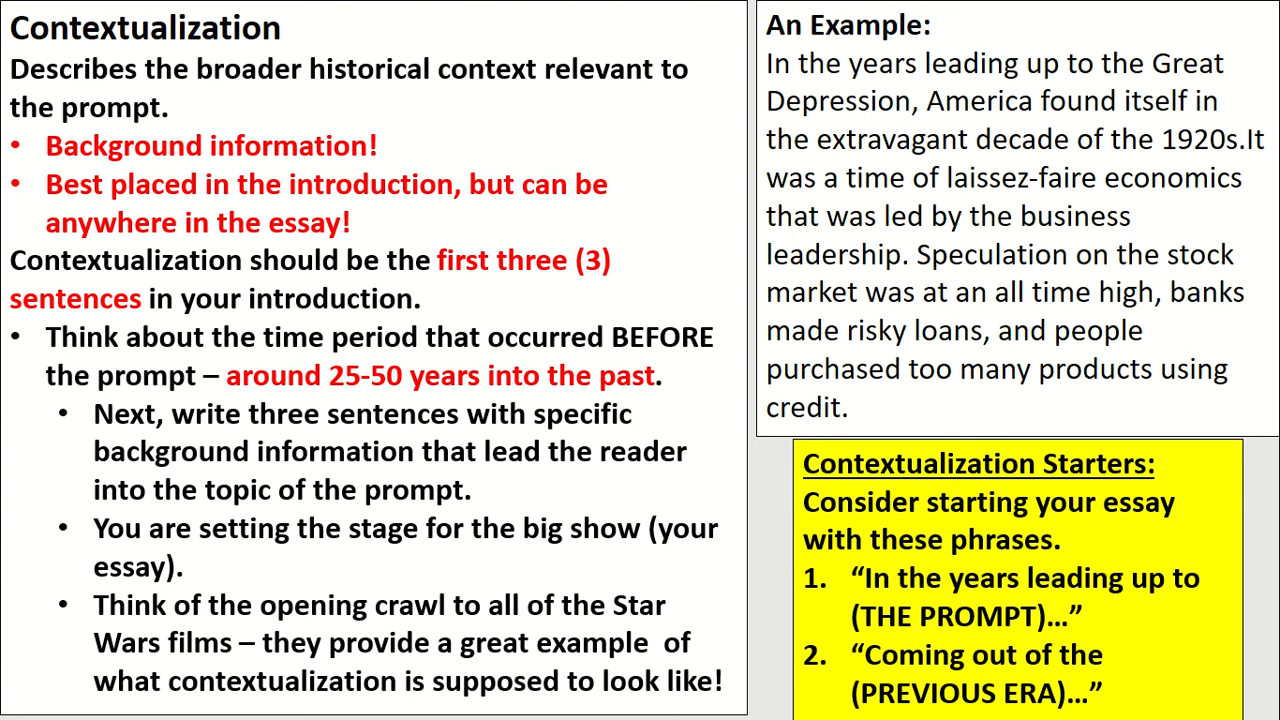 Contextualization
Describes the broader historical context relevant to
the prompt.
• Background information!
• Best placed in the introduction, but can be
anywhere in the essay!
Contextualization should be the first three (3)
sentences in your introduction.
• Think about the time period that occurred BEFORE
the prompt – around 25-50 years into the past.
• Next, write three sentences with specific
background information that lead the reader
into the topic of the prompt.
• You are setting the stage for the big show (your
essay).
• Think of the opening crawl to all of the Star
Wars films – they provide a great example  of
what contextualization is supposed to look like!
An Example:
In the years leading up to the Great
Depression, America found itself in
the extravagant decade of the 1920s.It
was a time of laissez-faire economics
that was led by the business
leadership. Speculation on the stock
market was at an all time high, banks
made risky loans, and people
purchased too many products using
credit.
Contextualization Starters:
Consider starting your essay
with these phrases.
1. “In the years leading up to
(THE PROMPT)…”
2. “Coming out of the
(PREVIOUS ERA)…”